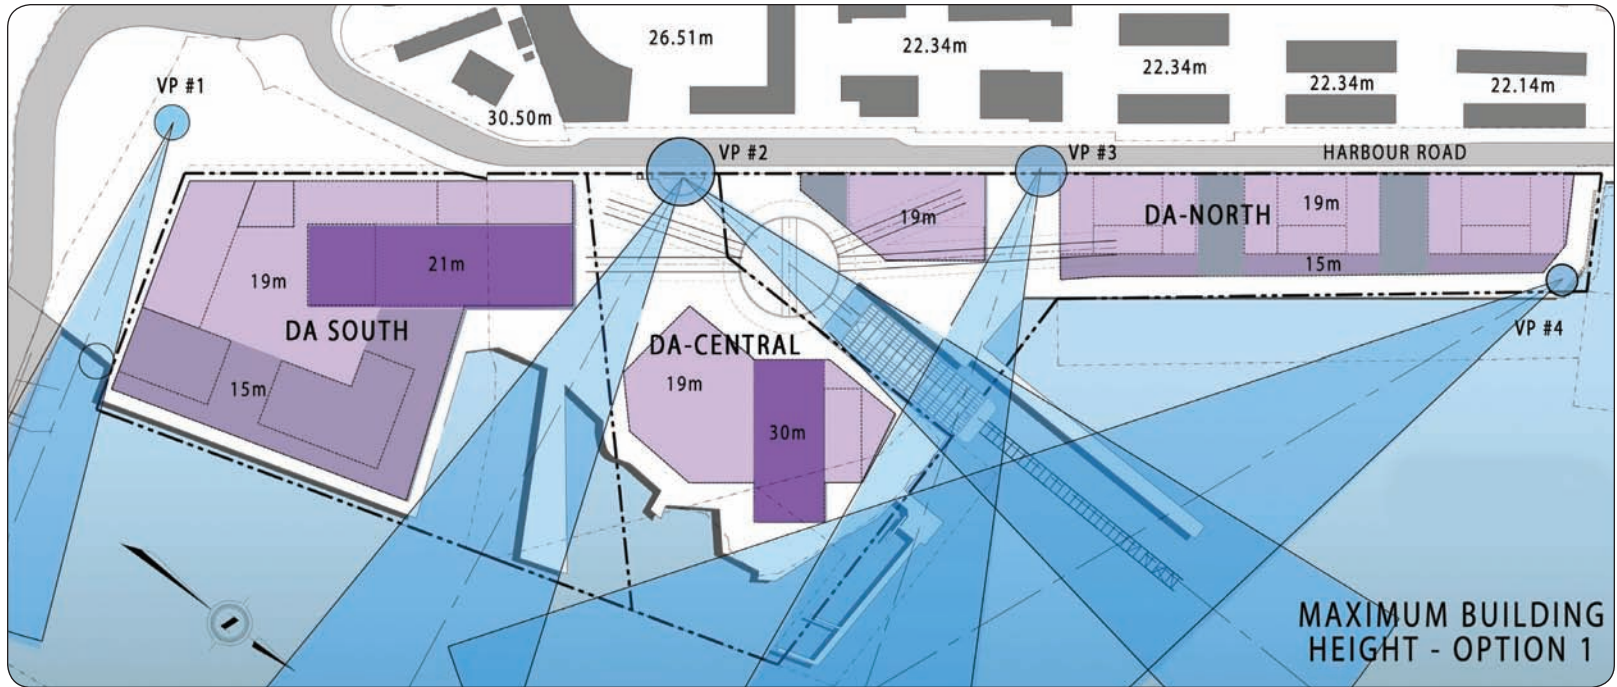 26.51m
22.34m
22.34m
22.34m
22.14m
VP #1
30.50m
VP #2
VP #3
HARBOUR ROAD
19m
DA-NORTH
19m
21m
19m
15m
DA SOUTH
DA-CENTRAL
VP #4
19m
15m
30m
MAXIMUM BUILDING
HEIGHT - OPTION 1